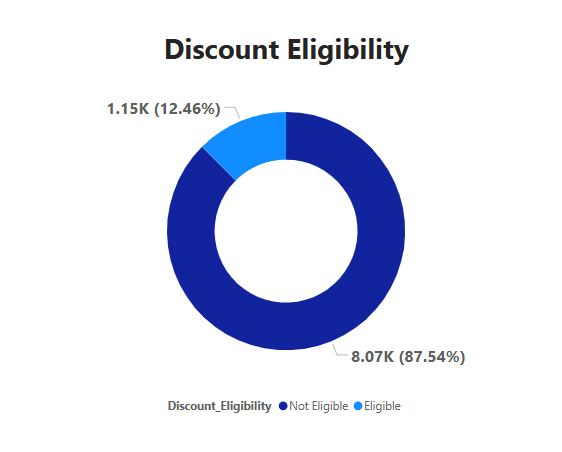 Discount Eligibility
1.15K (12.46%)
8.07K (87.54%)
Discount_Eligibility Not Eligible Eligible